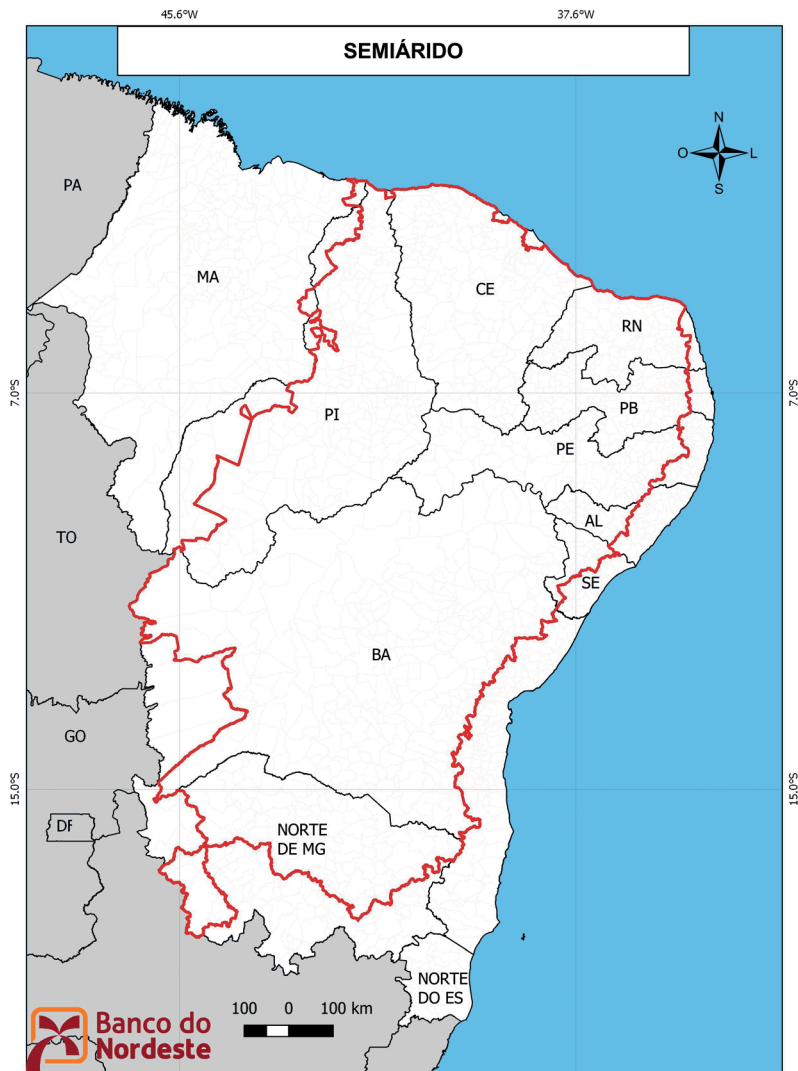 45.6°W
37.6°W
SEMIÁRIDO
N
O
L
S
PA
MA
CE
RN
7.0°S
7.0°S
PI
PB
PE
AL
TO
SE
BA
GO
15.0°S
15.0°S
DF
NORTE
DE MG
NORTE
DO ES
100 0 100 km
Banco do
Nordeste